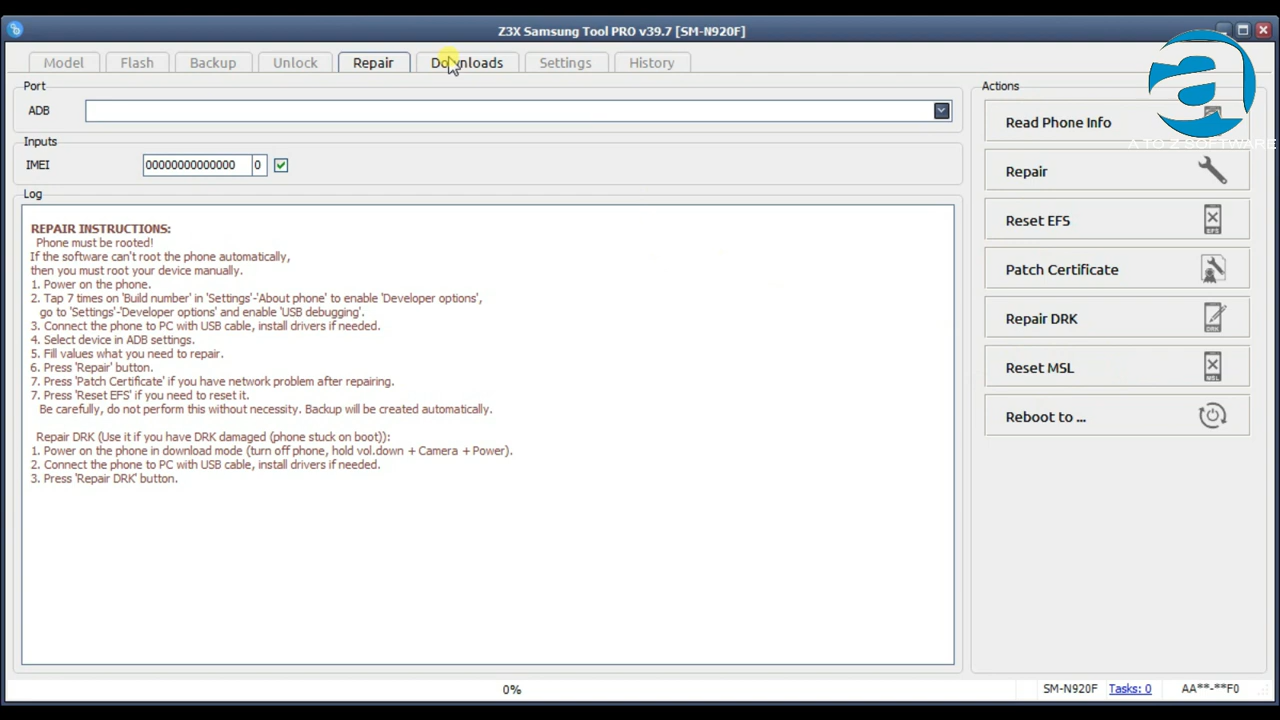 Z3X Samsung Tool PRO v39.7 [SM-N920F]
Model Flash Backup Unlock Repair Downloads Settings History
Port
ADB
Inputs
IMEI 00000000000000 0
Log
REPAIR INSTRUCTIONS:
Phone must be rooted!
If the software can't root the phone automatically,
then you must root your device manually.
1. Power on the phone.
2. Tap 7 times on 'Build number' in 'Settings'-'About phone' to enable 'Developer options',
go to 'Settings'-'Developer options' and enable 'USB debugging'.
3. Connect the phone to PC with USB cable, install drivers if needed.
4. Select device in ADB settings.
5. Fill values what you need to repair.
6. Press 'Repair' button.
7. Press 'Patch Certificate' if you have network problem after repairing.
7. Press 'Reset EFS' if you need to reset it.
Be carefully, do not perform this without necessity. Backup will be created automatically.
Repair DRK (Use it if you have DRK damaged (phone stuck on boot)):
1. Power on the phone in download mode (turn off phone, hold vol.down + Camera + Power).
2. Connect the phone to PC with USB cable, install drivers if needed.
3. Press 'Repair DRK' button.
Actions
Read Phone Info
A TO Z SOFTWARE
Repair
Reset EFS
EFS
Patch Certificate
Repair DRK
DRK
Reset MSL
MSL
Reboot to ...
0%
SM-N920F Tasks: 0 AA**-**F0